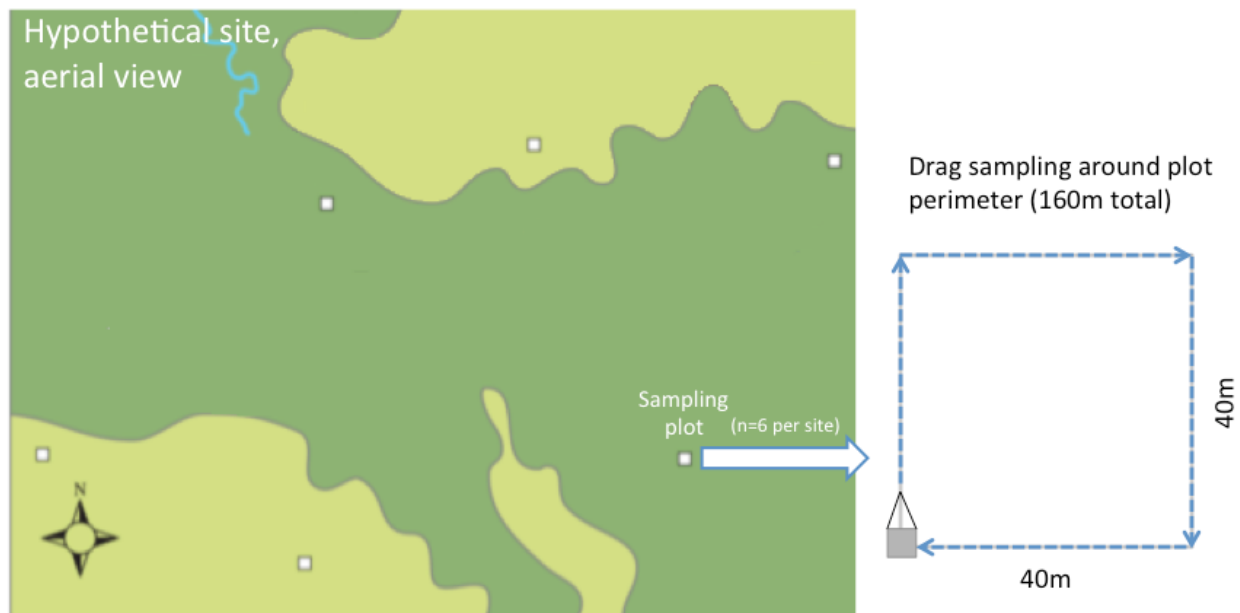 Hypothetical site,
aerial view
Drag sampling around plot
perimeter (160m total)
Sampling
plot
(n=6 per site)
40m
N
40m